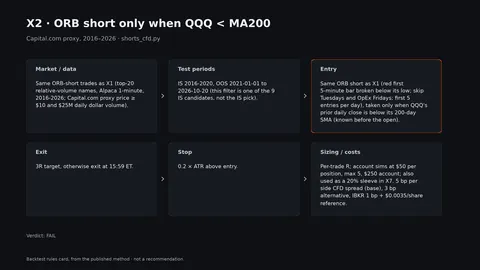 X2 · ORB short only when QQQ < MA200
Capital.com proxy, 2016–2026 · shorts_cfd.py
Market / data
Same ORB-short trades as X1 (top-20
relative-volume names, Alpaca 1-minute,
2016-2026; Capital.com proxy price ≥
$10 and $25M daily dollar volume).
Test periods
IS 2016-2020, OOS 2021-01-01 to
2026-10-20 (this filter is one of the 9
IS candidates, not the IS pick).
Entry
Same ORB short as X1 (red first
5-minute bar broken below its low; skip
Tuesdays and OpEx Fridays; first 5
entries per day), taken only when QQQ's
prior daily close is below its 200-day
SMA (known before the open).
Exit
3R target, otherwise exit at 15:59 ET.
Stop
0.2 × ATR above entry.
Sizing / costs
Per-trade R; account sims at $50 per
position, max 5, $250 account; also
used as a 20% sleeve in X7. 5 bp per
side CFD spread (base), 3 bp
alternative, IBKR 1 bp + $0.0035/share
reference.
Verdict: FAIL
Backtest rules card, from the published method · not a recommendation.